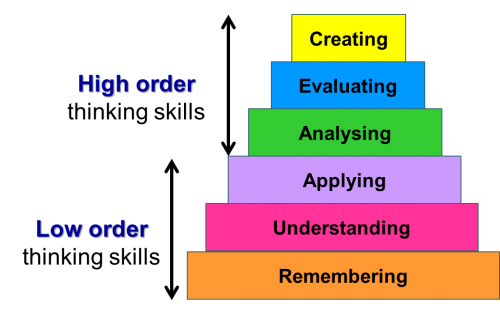 Creating
Evaluating
Analysing
High order
thinking skills
Applying
Understanding
Remembering
Low order
thinking skills